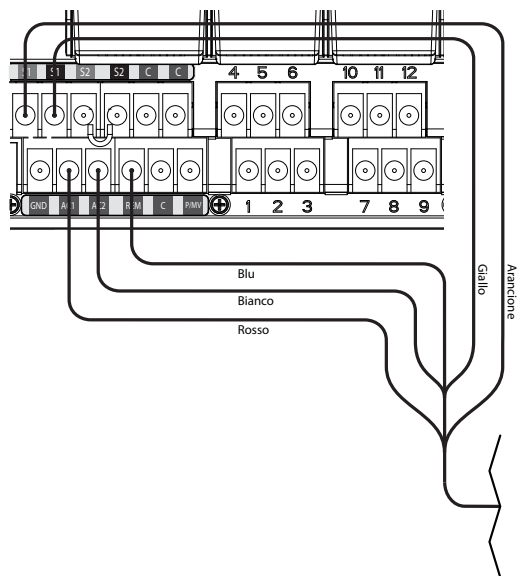 S1 S1 S2 S2 C C
4 5 6
10 11 12
GND AC1 AC2 REM C P/MV
1 2 3
7 8 9
Blu
Bianco
Rosso
Giallo
Arancione